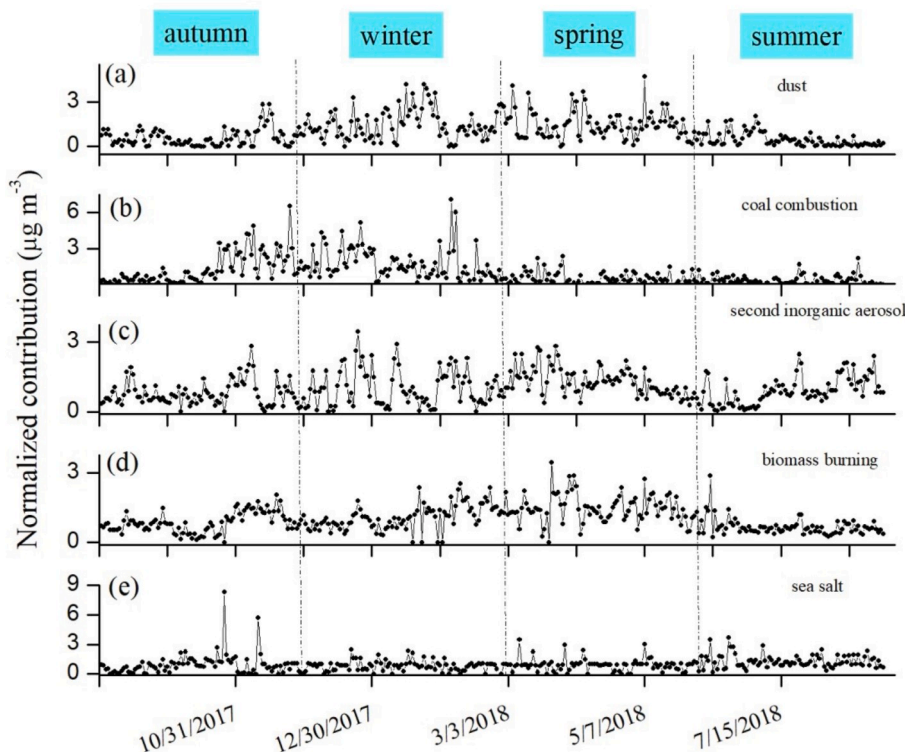 autumn winter spring summer
(a) dust
3
0
(b) coal combustion
6
3
second inorganic aerosol
(c)
3
0
(d) biomass burning
3
0
(e) sea salt
9
6
3
0
Normalized contribution (μg m⁻³)
10/31/2017 12/30/2017 3/3/2018 5/7/2018 7/15/2018